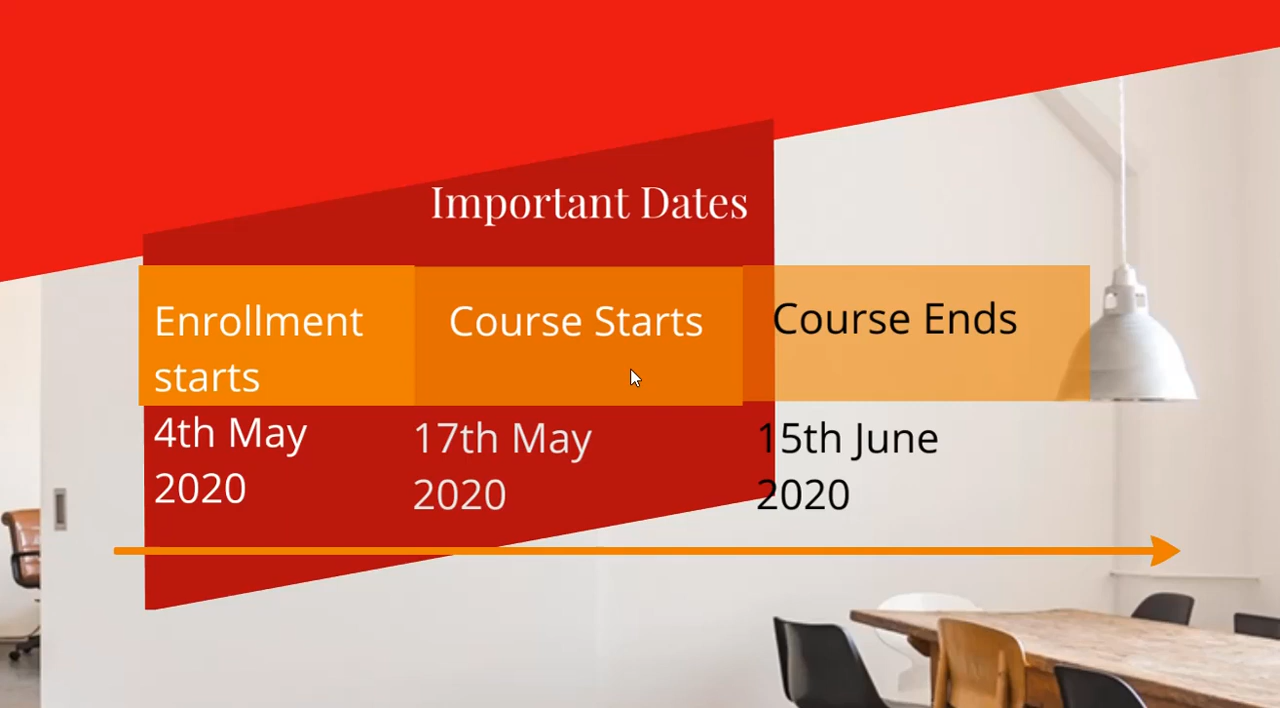 Important Dates
Enrollment
starts
4th May
2020
Course Starts
17th May
2020
Course Ends
15th June
2020